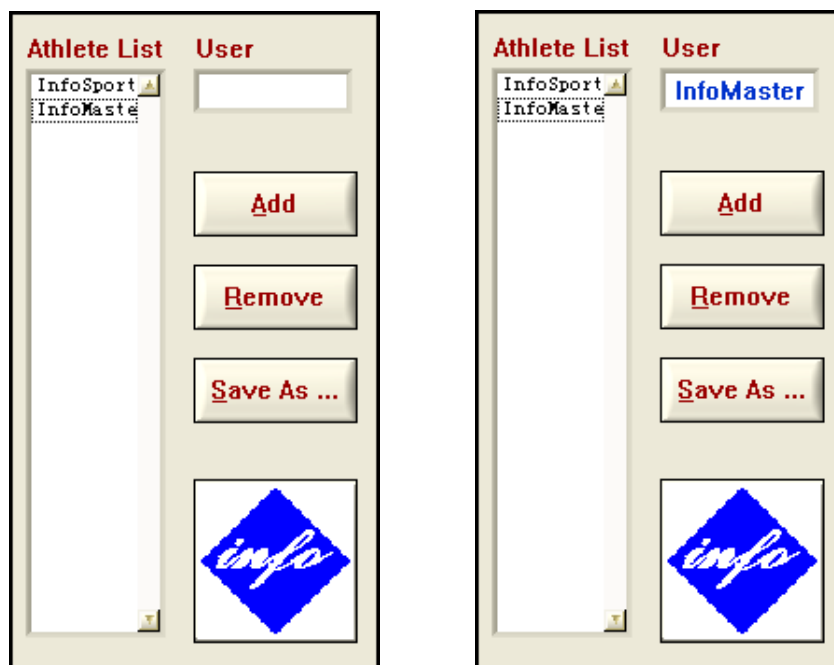 Athlete List User
InfoSport
InfoMaste
Add
Remove
Save As ...
info
Athlete List User
InfoSport
InfoMaste
InfoMaster
Add
Remove
Save As ...
info